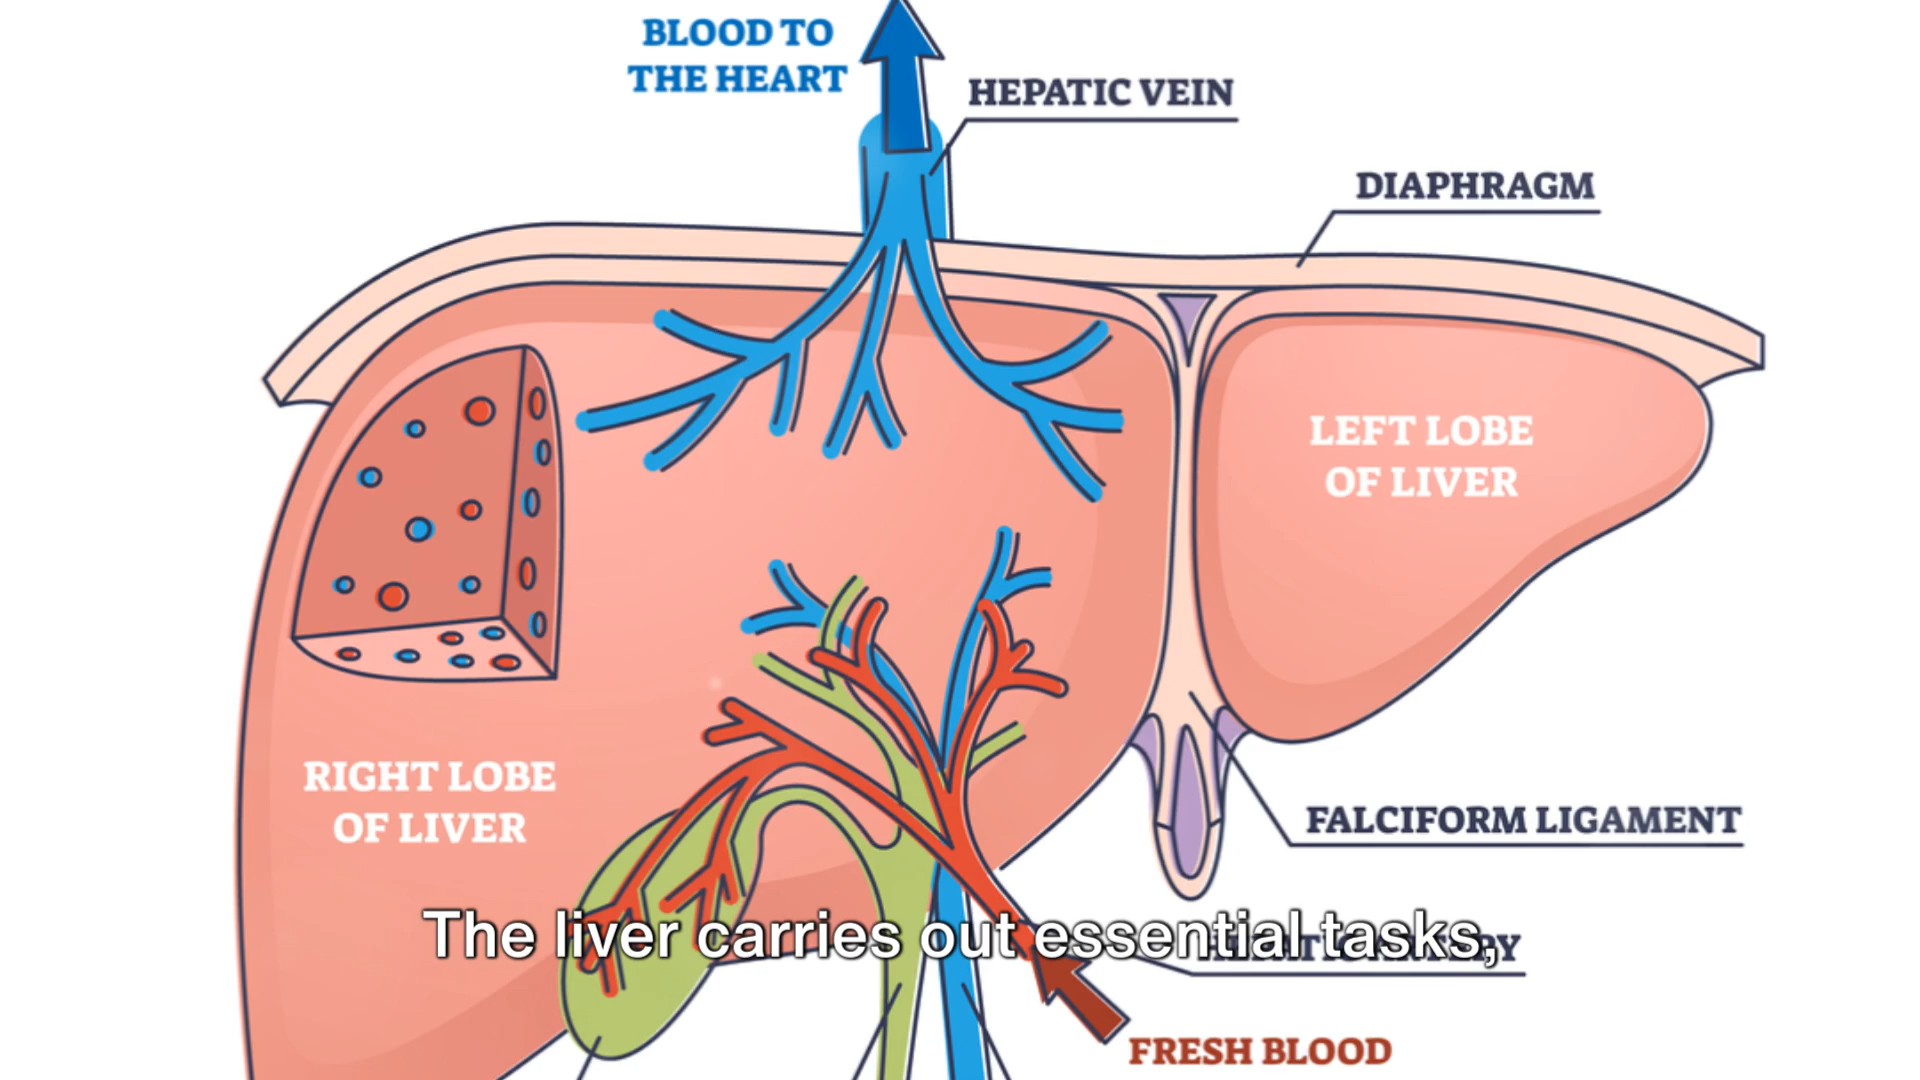 BLOOD TO
THE HEART
HEPATIC VEIN
DIAPHRAGM
LEFT LOBE
OF LIVER
RIGHT LOBE
OF LIVER
FALCIFORM LIGAMENT
The liver carries out essential tasks,
FRESH BLOOD